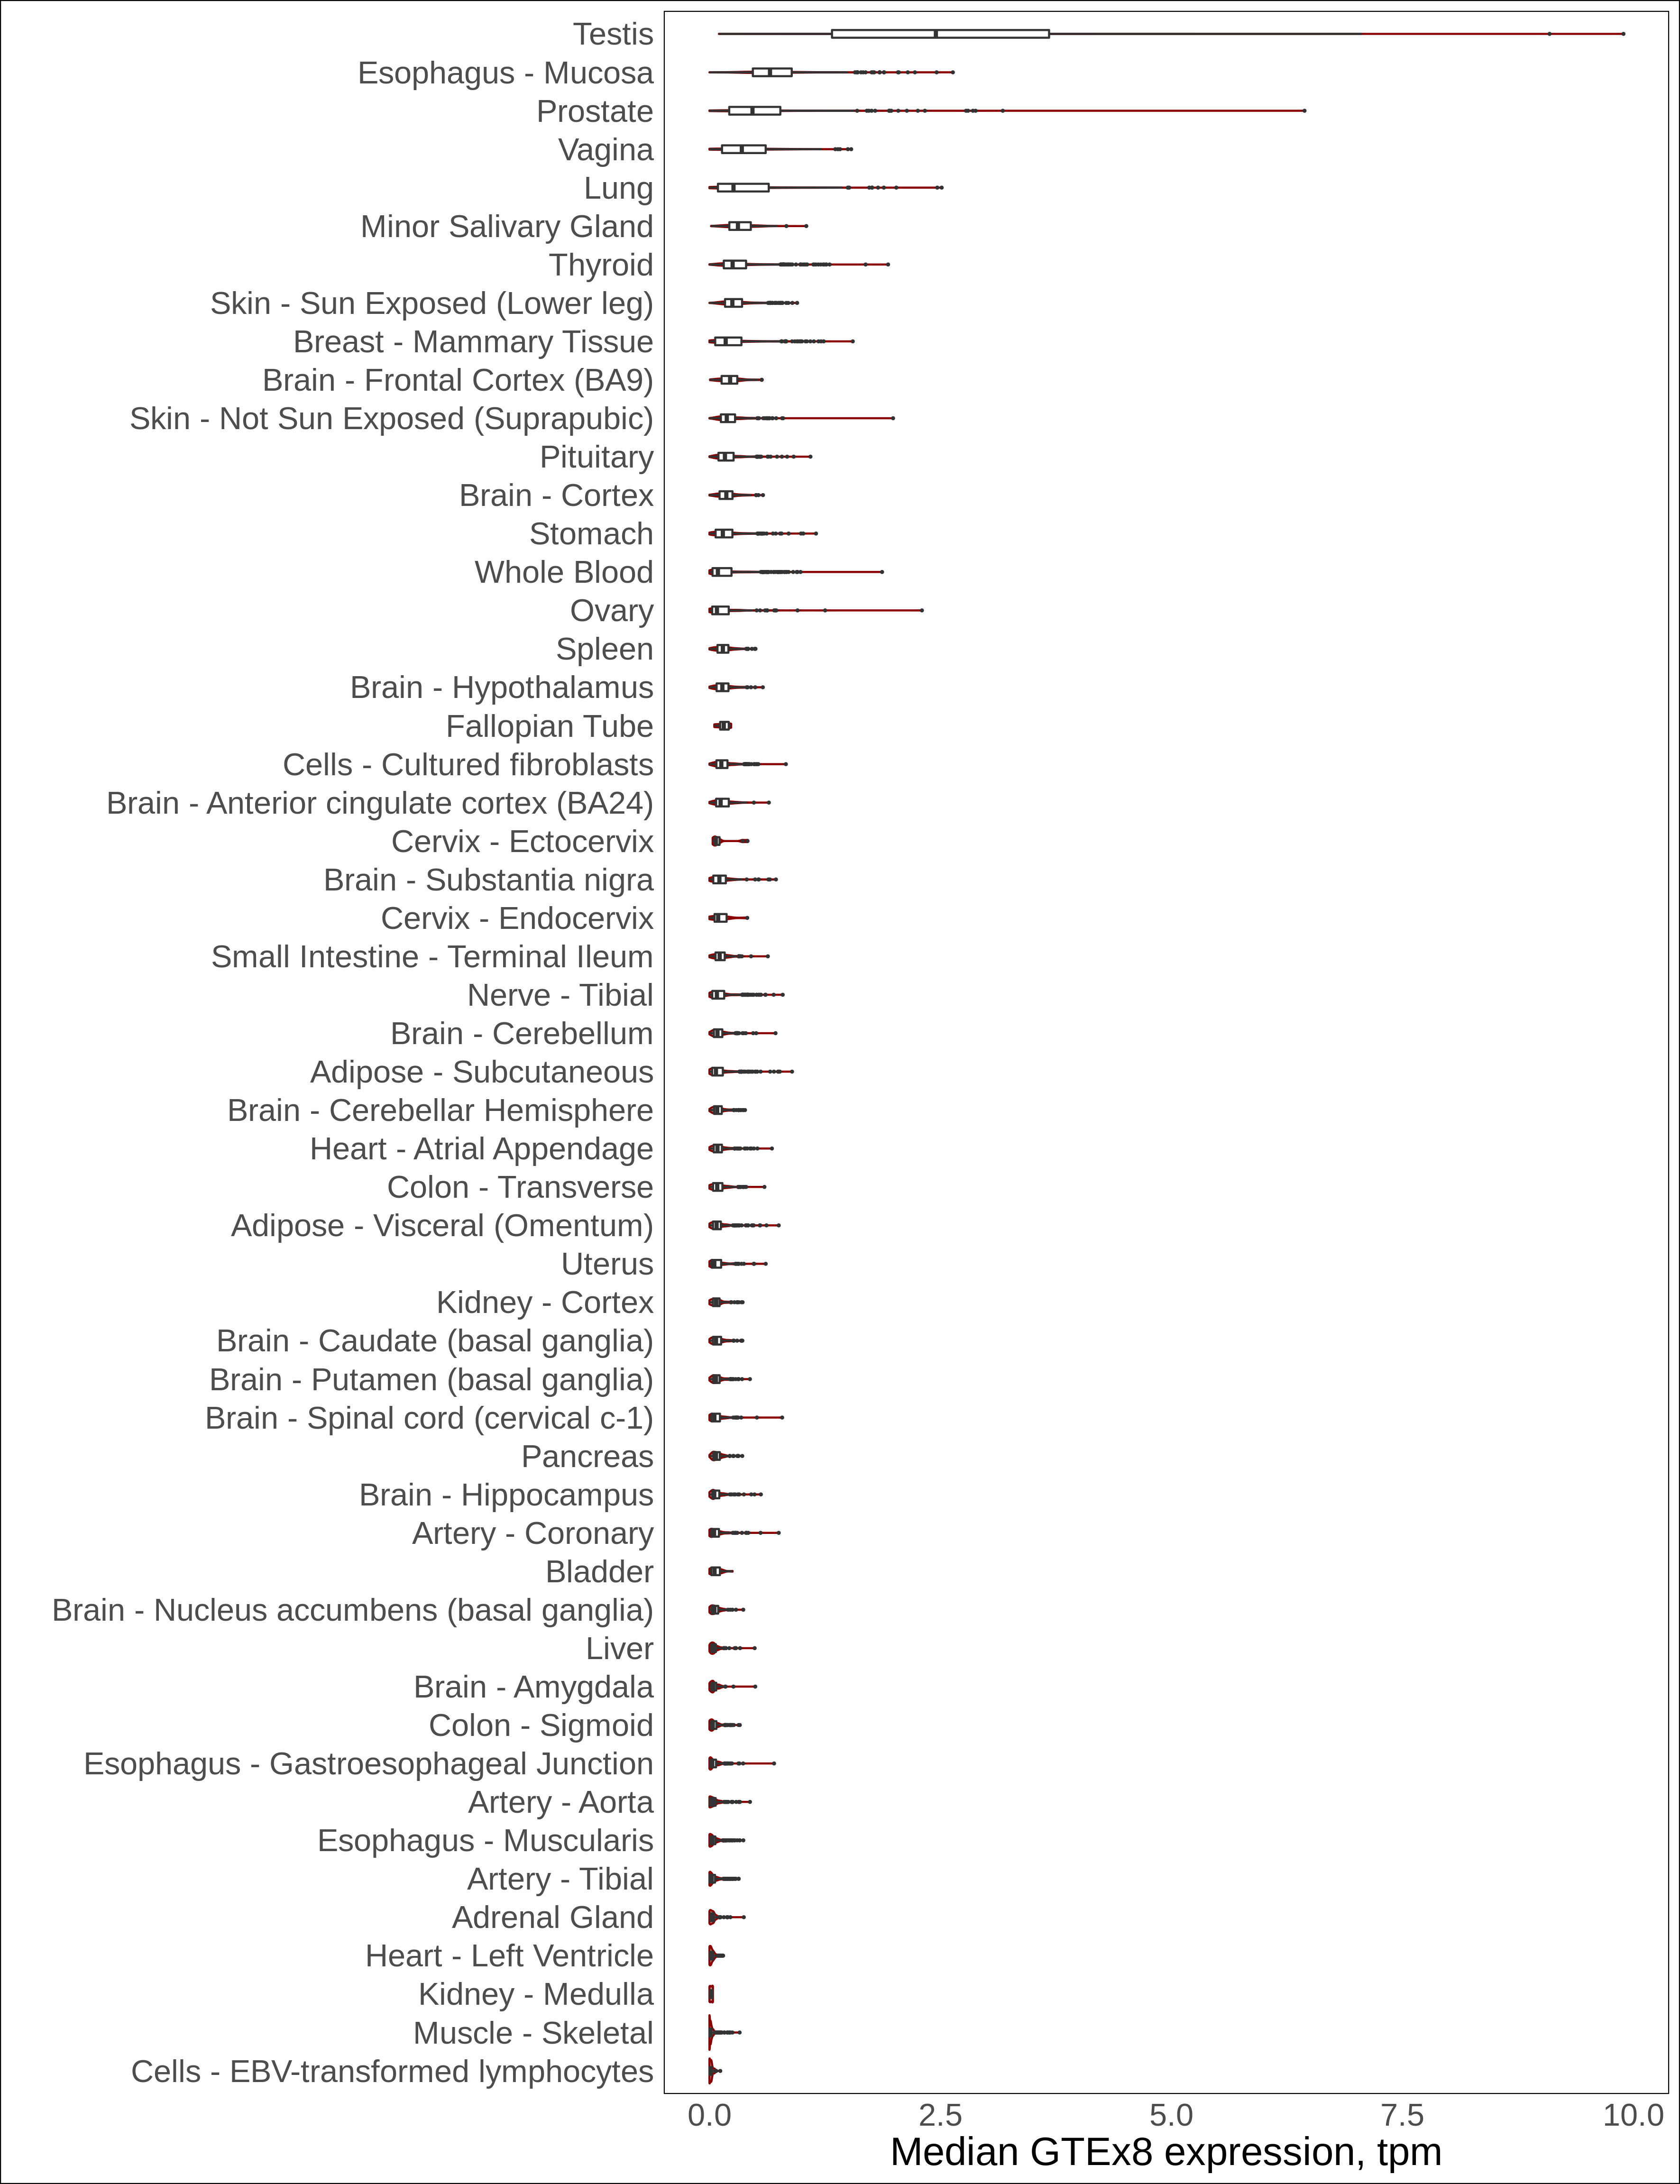 Testis
Esophagus - Mucosa
Prostate
Vagina
Lung
Minor Salivary Gland
Thyroid
Skin - Sun Exposed (Lower leg)
Breast - Mammary Tissue
Brain - Frontal Cortex (BA9)
Skin - Not Sun Exposed (Suprapubic)
Pituitary
Brain - Cortex
Stomach
Whole Blood
Ovary
Spleen
Brain - Hypothalamus
Fallopian Tube
Cells - Cultured fibroblasts
Brain - Anterior cingulate cortex (BA24)
Cervix - Ectocervix
Brain - Substantia nigra
Cervix - Endocervix
Small Intestine - Terminal Ileum
Nerve - Tibial
Brain - Cerebellum
Adipose - Subcutaneous
Brain - Cerebellar Hemisphere
Heart - Atrial Appendage
Colon - Transverse
Adipose - Visceral (Omentum)
Uterus
Kidney - Cortex
Brain - Caudate (basal ganglia)
Brain - Putamen (basal ganglia)
Brain - Spinal cord (cervical c-1)
Pancreas
Brain - Hippocampus
Artery - Coronary
Bladder
Brain - Nucleus accumbens (basal ganglia)
Liver
Brain - Amygdala
Colon - Sigmoid
Esophagus - Gastroesophageal Junction
Artery - Aorta
Esophagus - Muscularis
Artery - Tibial
Adrenal Gland
Heart - Left Ventricle
Kidney - Medulla
Muscle - Skeletal
Cells - EBV-transformed lymphocytes
0.0 2.5 5.0 7.5 10.0
Median GTEx8 expression, tpm